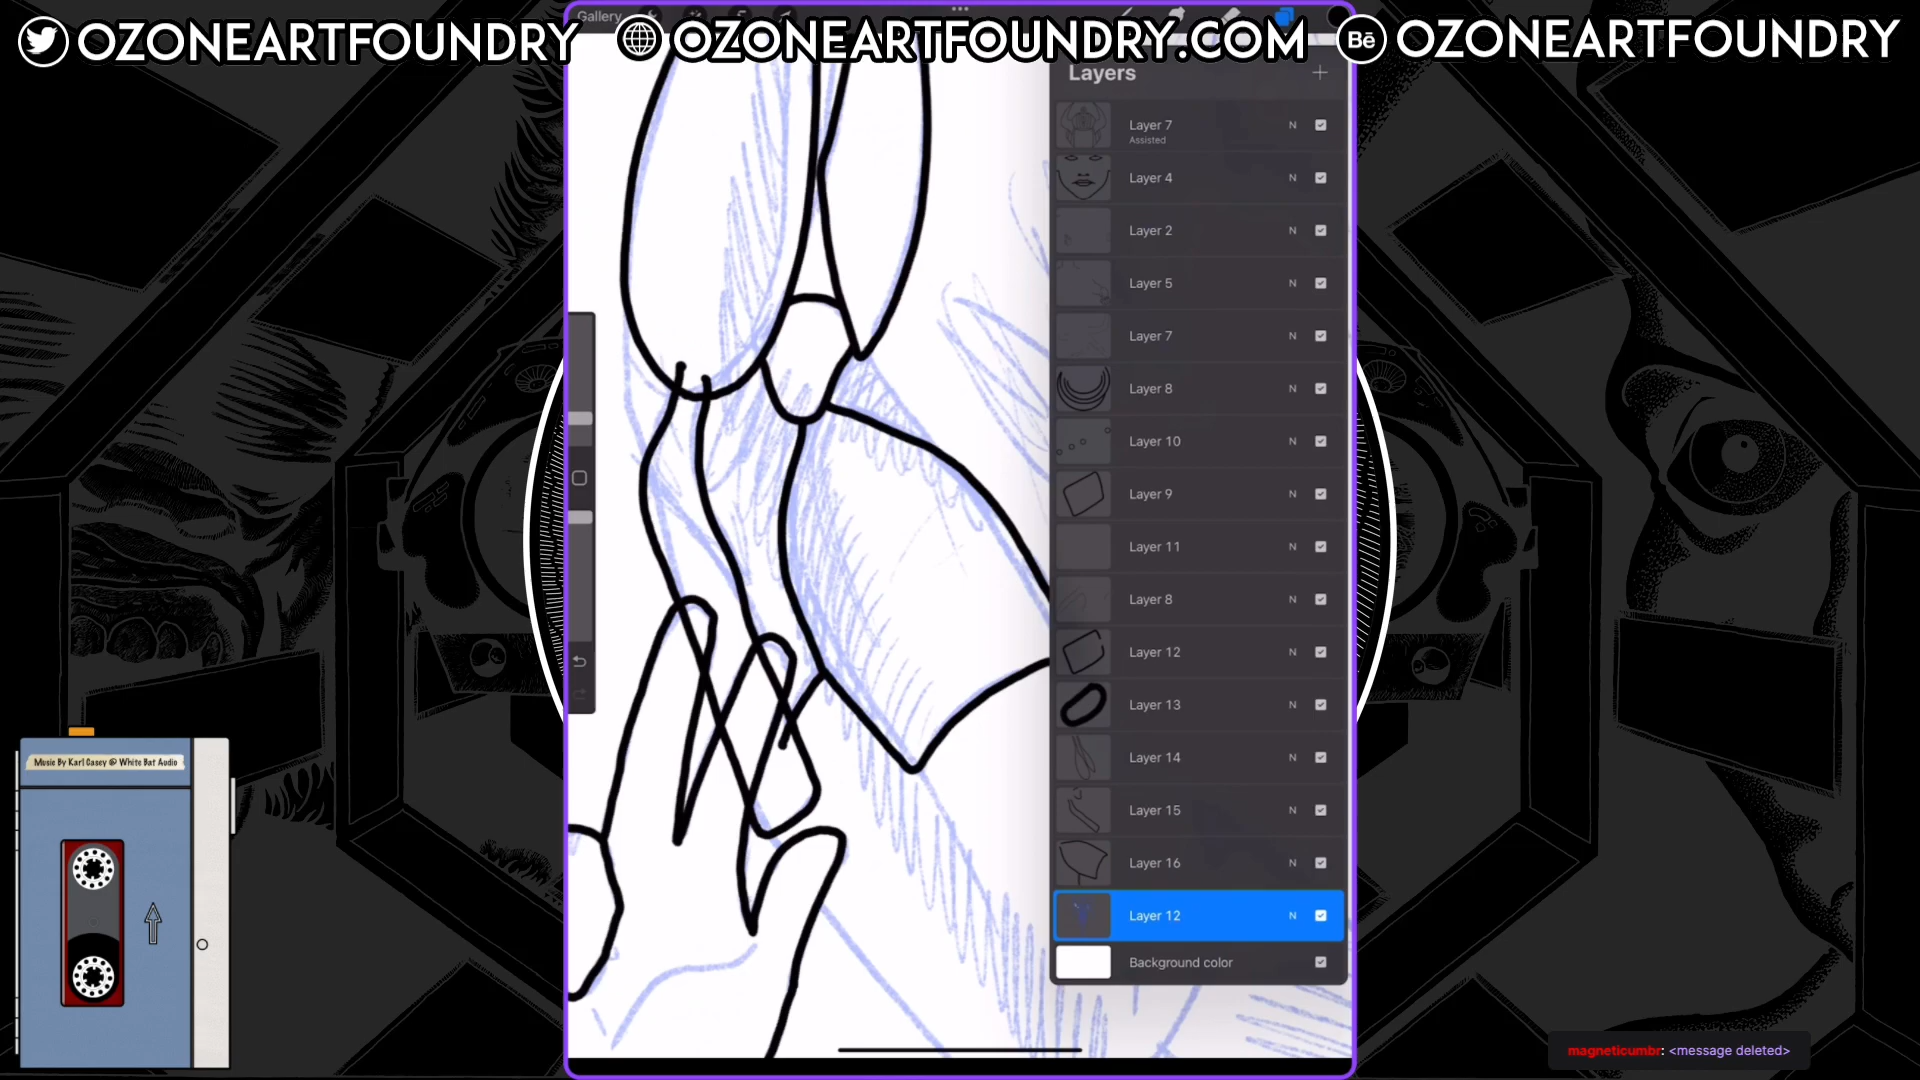 OZONEARTFOUNDRY
OZONEARTFOUNDRY.COM
Bē OZONEARTFOUNDRY
Gallery
Layers
Layer 7 N
Assisted
Layer 4 N
Layer 2 N
Layer 5 N
Layer 7 N
Layer 8 N
Layer 10 N
Layer 9 N
Layer 11 N
Layer 8 N
Layer 12 N
Layer 13 N
Layer 14 N
Layer 15 N
Layer 16 N
Layer 12 N
Background color
Music By Karl Casey @ White Bat Audio
magneticumbr: <message deleted>